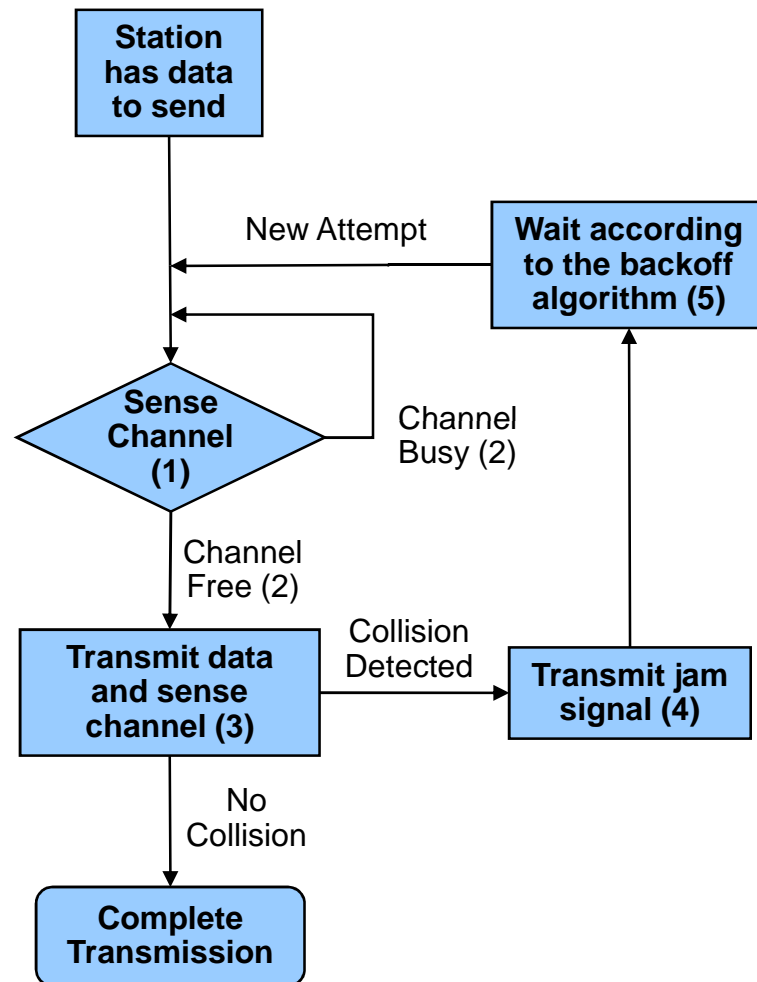 Station
has data
to send
New Attempt
Wait according
to the backoff
algorithm (5)
Sense
Channel
(1)
Channel
Busy (2)
Channel
Free (2)
Transmit data
and sense
channel (3)
Collision
Detected
Transmit jam
signal (4)
No
Collision
Complete
Transmission